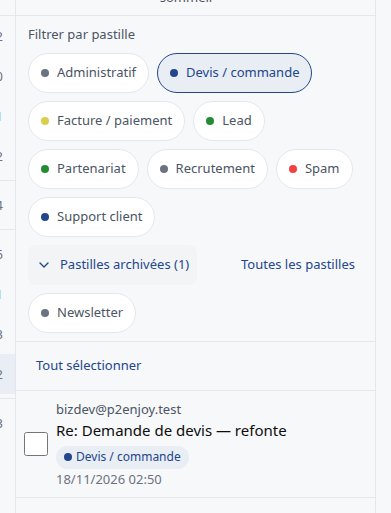 Filtrer par pastille
Administratif
Devis / commande
Facture / paiement
Lead
Partenariat
Recrutement
Spam
Support client
Pastilles archivées (1)
Toutes les pastilles
Newsletter
Tout sélectionner
bizdev@p2enjoy.test
Re: Demande de devis — refonte
Devis / commande
18/11/2026 02:50